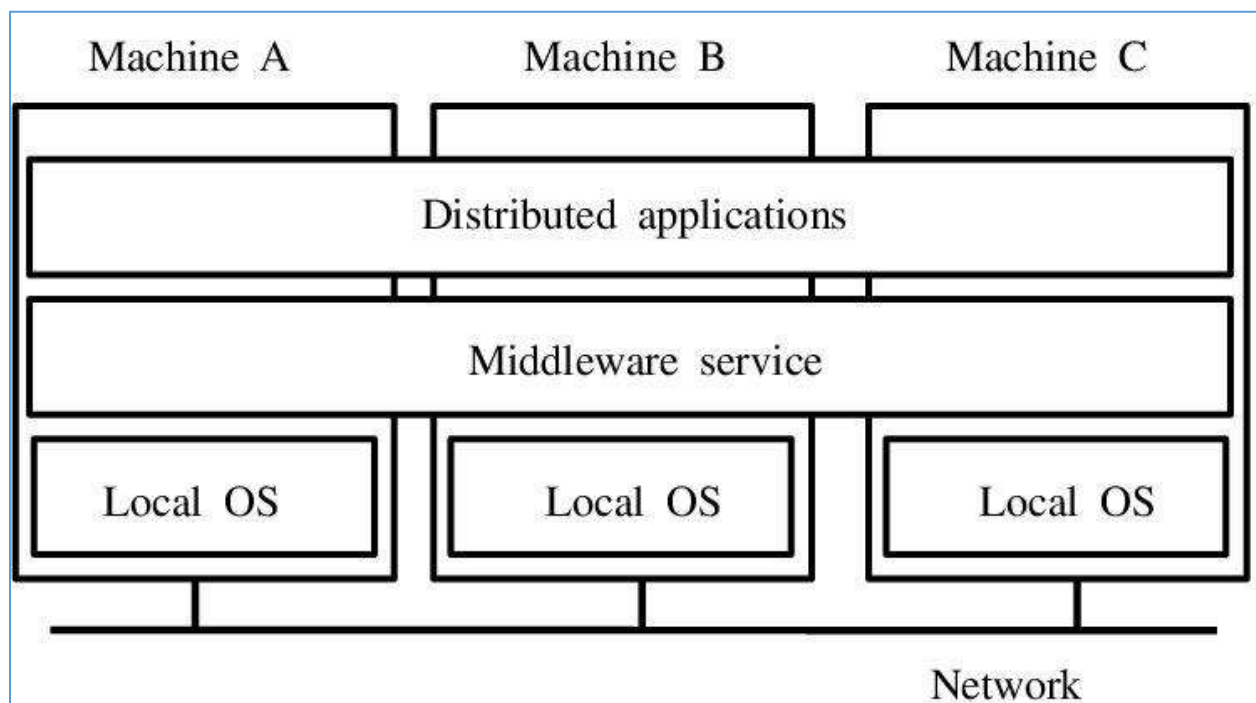 Machine A
Machine B
Machine C
Distributed applications
Middleware service
Local OS
Local OS
Local OS
Network